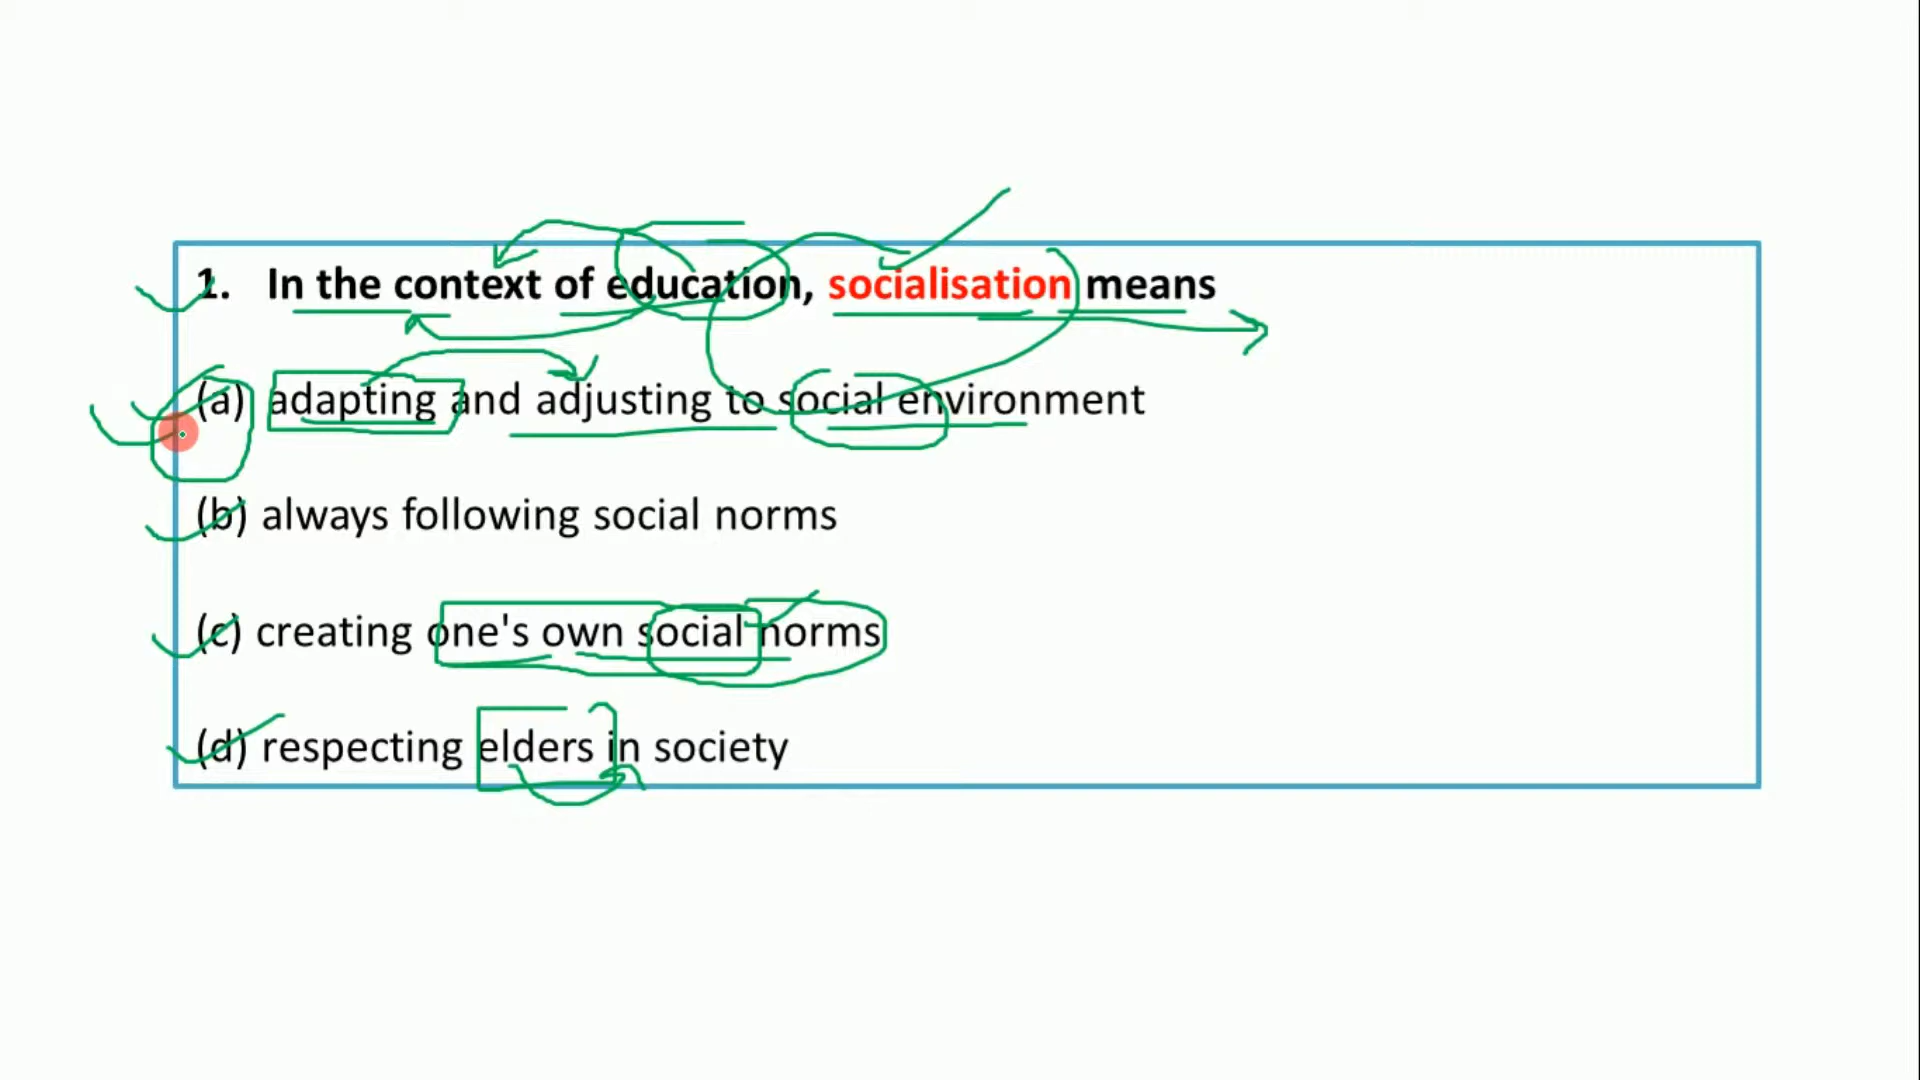 1. In the context of education, socialisation means
(a) adapting and adjusting to social environment
(b) always following social norms
(c) creating one's own social norms
(d) respecting elders in society